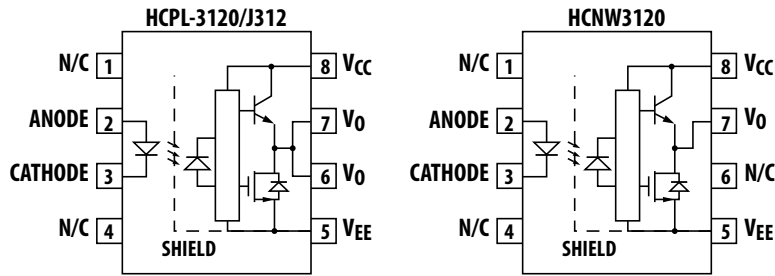 HCPL-3120/J312
N/C 1
8 VCC
ANODE 2
7 VO
CATHODE 3
6 VO
N/C 4
5 VEE
SHIELD
HCNW3120
N/C 1
8 VCC
ANODE 2
7 VO
CATHODE 3
6 N/C
N/C 4
5 VEE
SHIELD